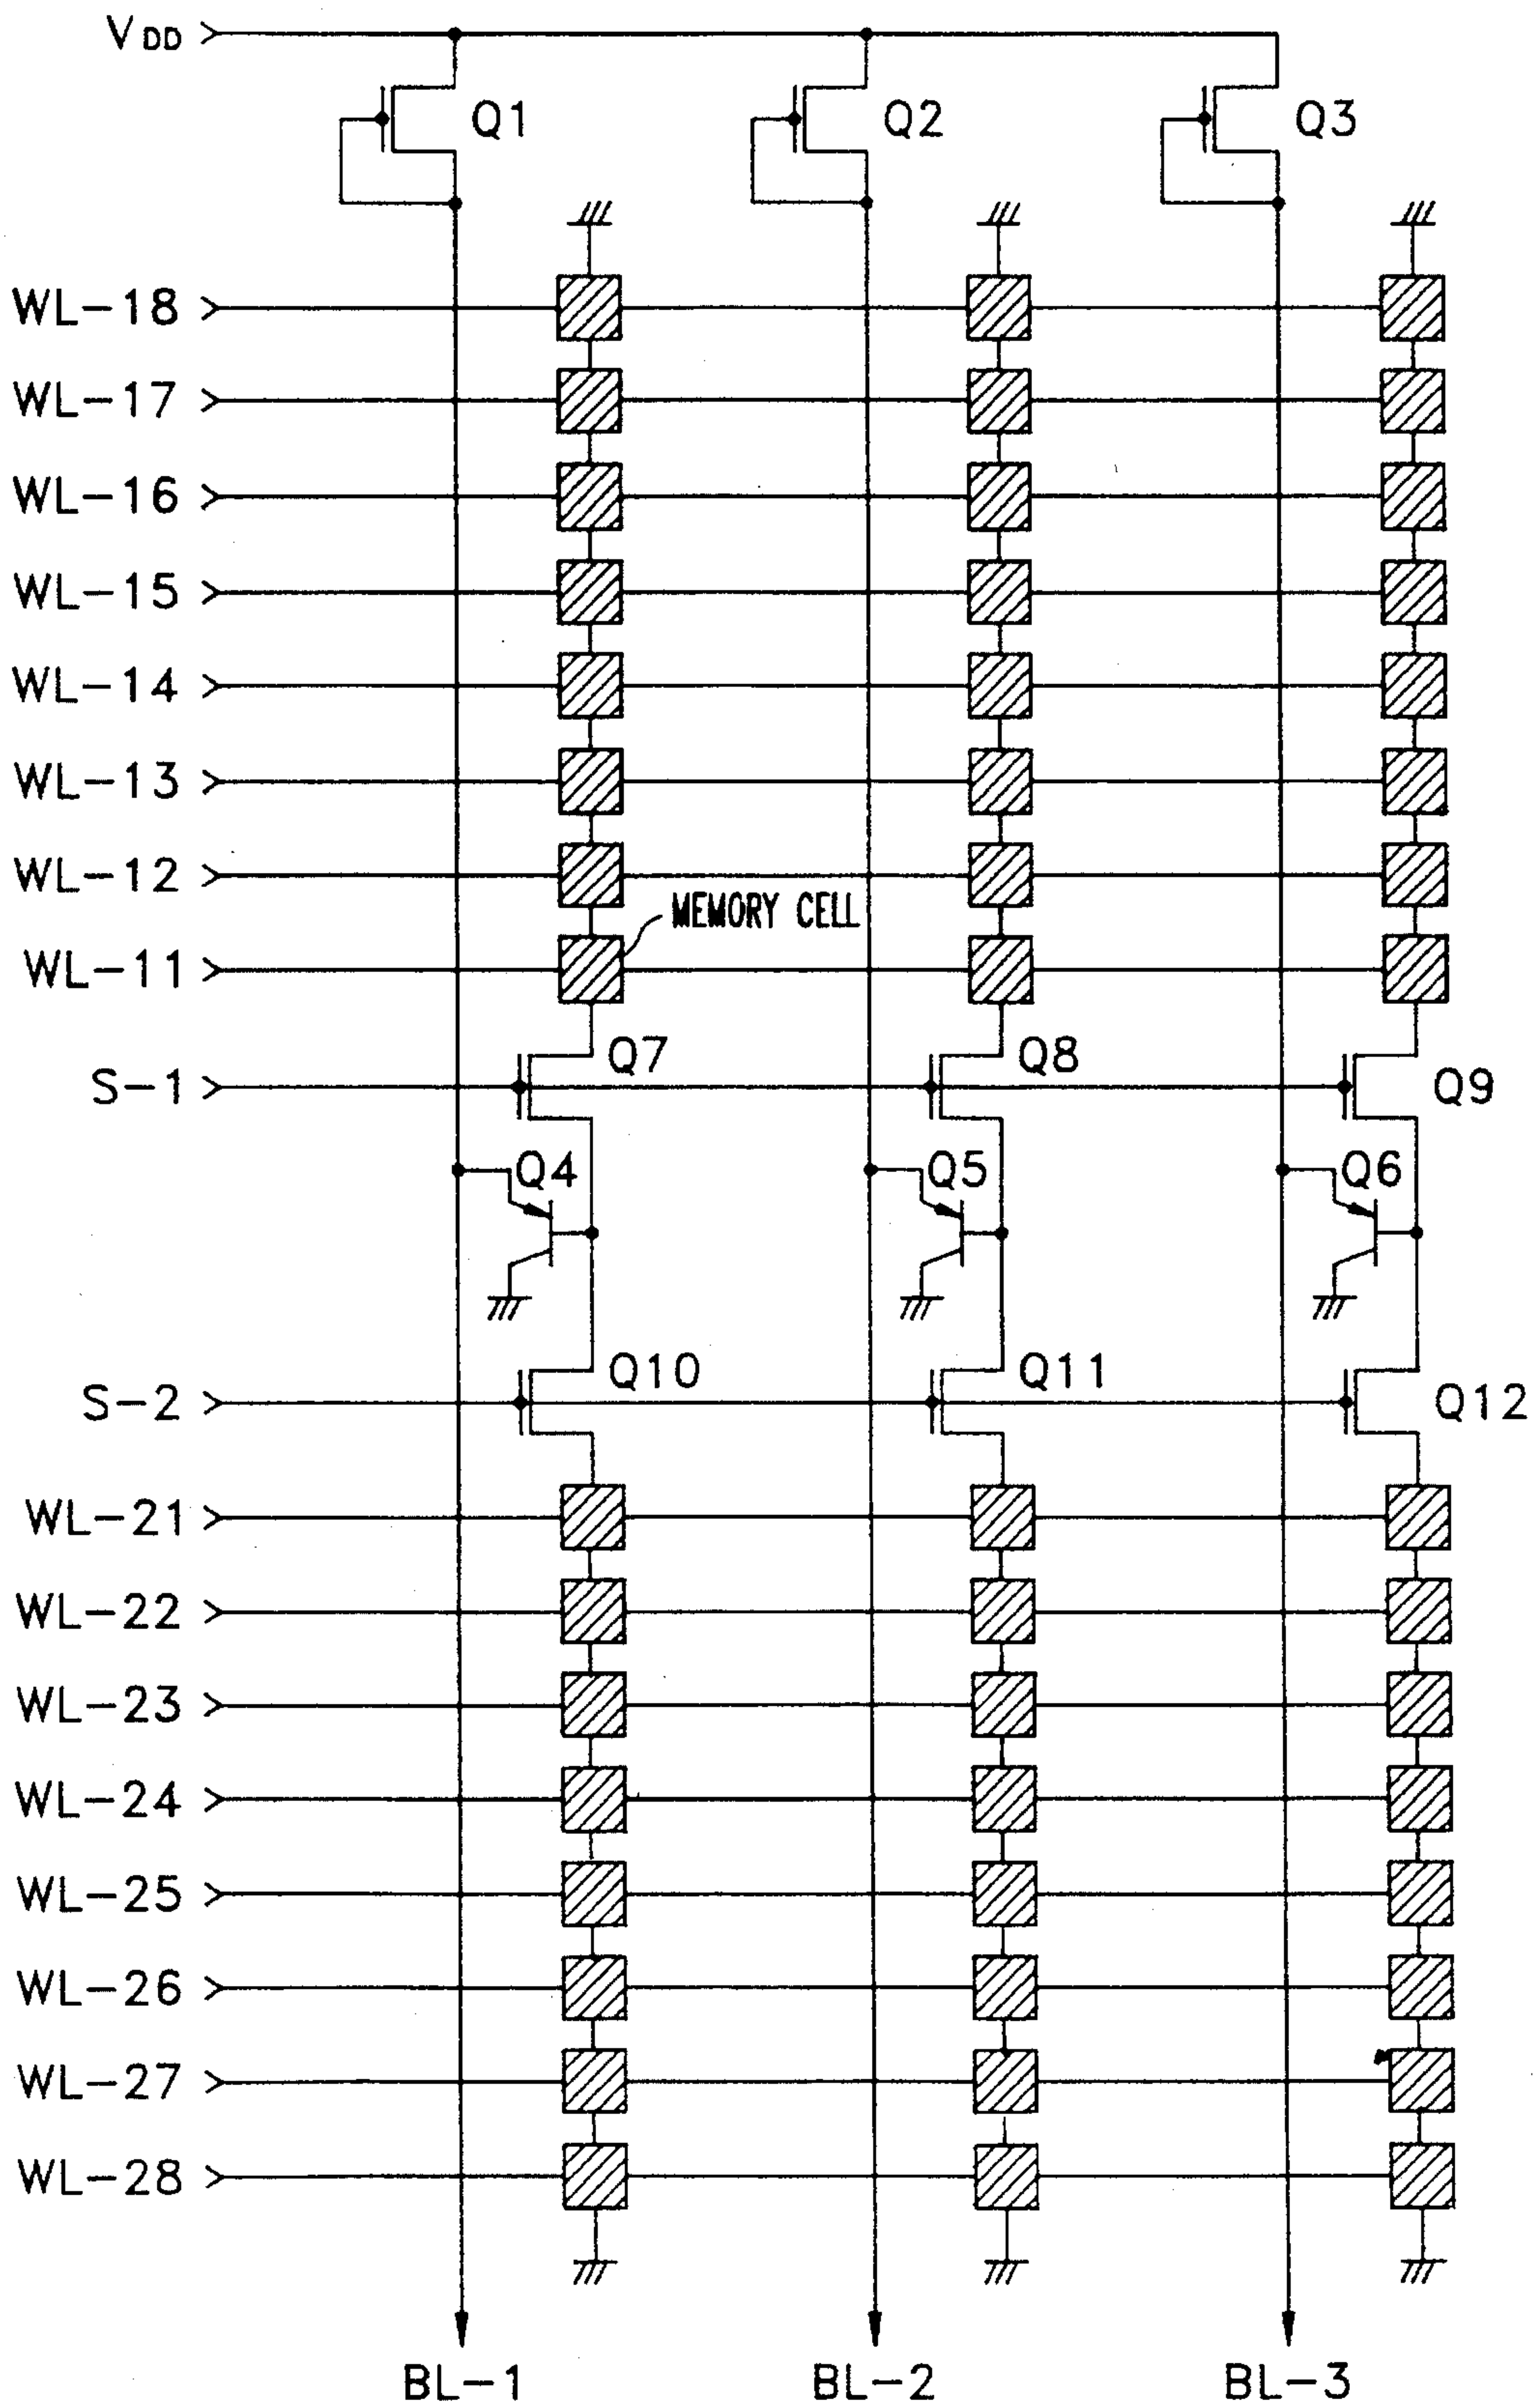 VDD
Q1 Q2 Q3
WL-18
WL-17
WL-16
WL-15
WL-14
WL-13
WL-12
MEMORY CELL
WL-11
Q7 Q8
S-1 Q9
Q4 Q5 Q6
Q10 Q11
S-2 Q12
WL-21
WL-22
WL-23
WL-24
WL-25
WL-26
WL-27
WL-28
BL-1 BL-2 BL-3